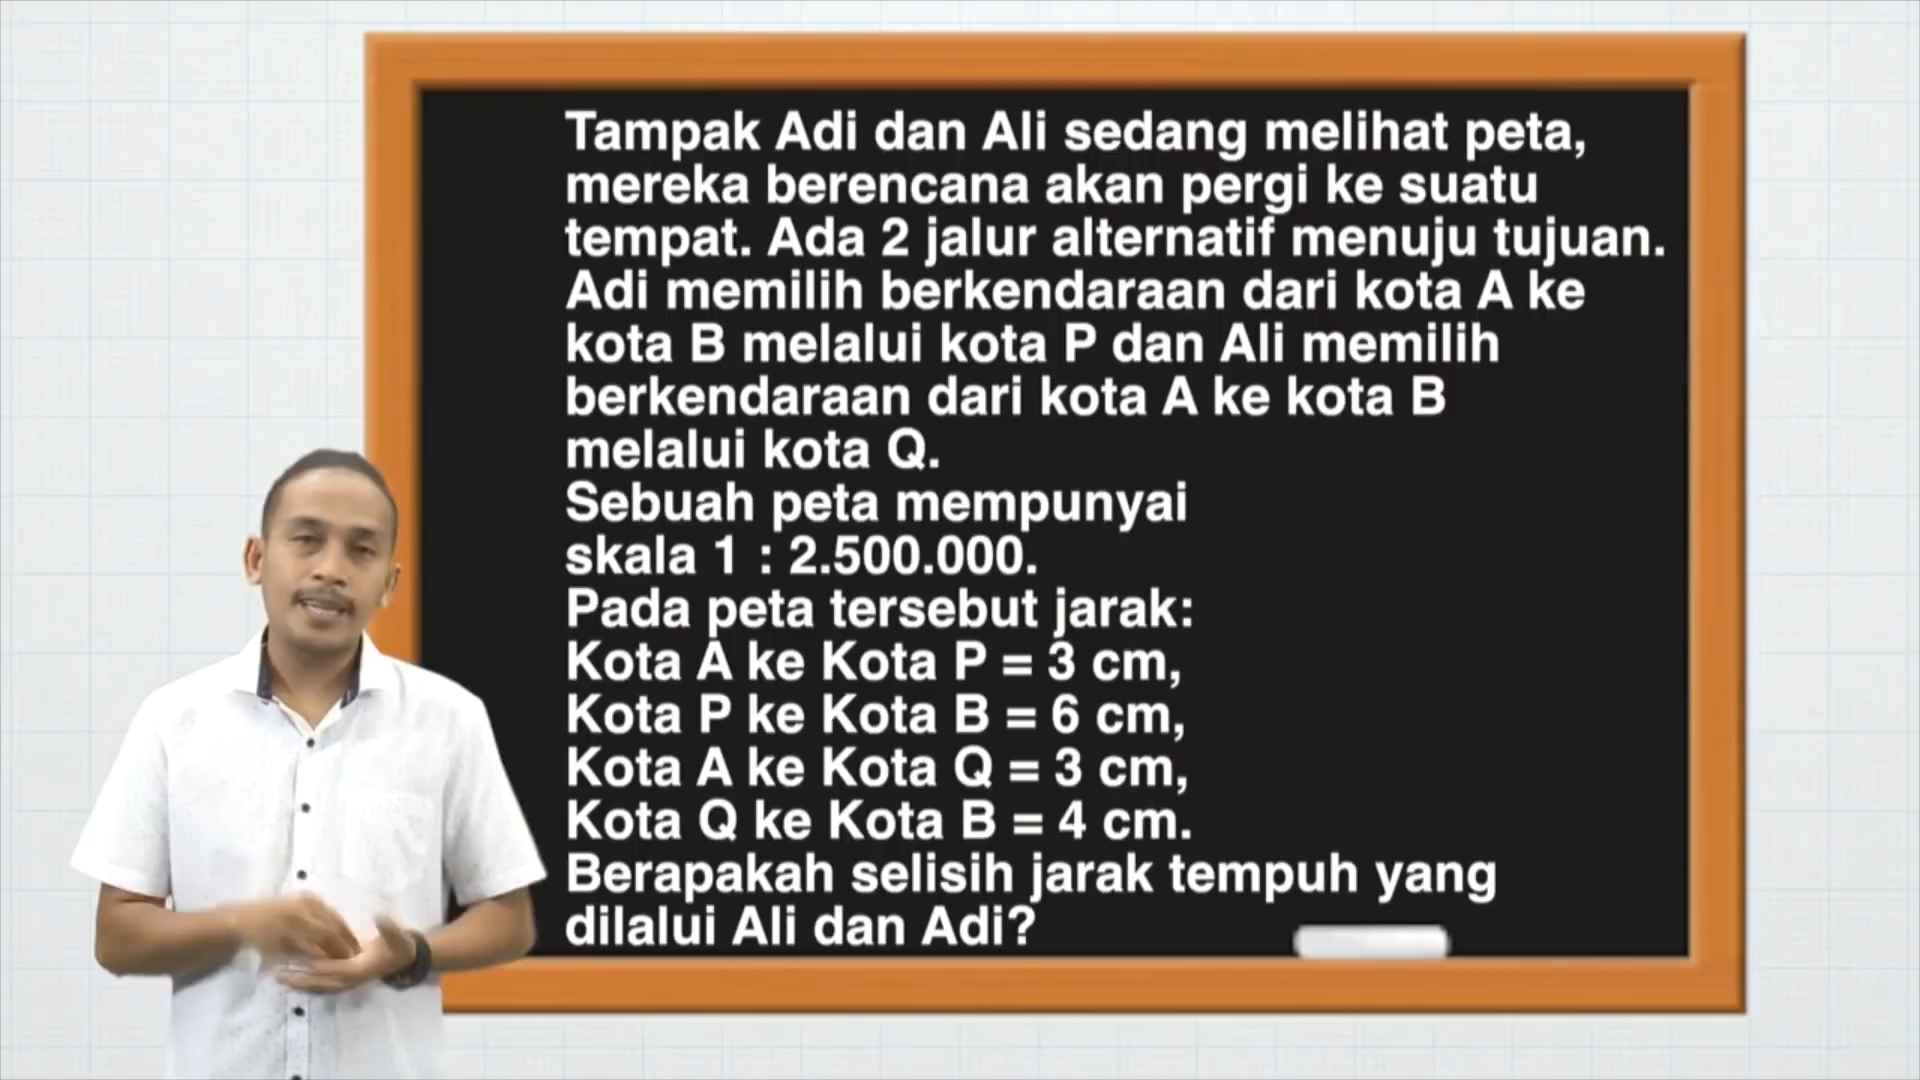 Tampak Adi dan Ali sedang melihat peta,
mereka berencana akan pergi ke suatu
tempat. Ada 2 jalur alternatif menuju tujuan.
Adi memilih berkendaraan dari kota A ke
kota B melalui kota P dan Ali memilih
berkendaraan dari kota A ke kota B
melalui kota Q.
Sebuah peta mempunyai
skala 1 : 2.500.000.
Pada peta tersebut jarak:
Kota A ke Kota P = 3 cm,
Kota P ke Kota B = 6 cm,
Kota A ke Kota Q = 3 cm,
Kota Q ke Kota B = 4 cm.
Berapakah selisih jarak tempuh yang
dilalui Ali dan Adi?